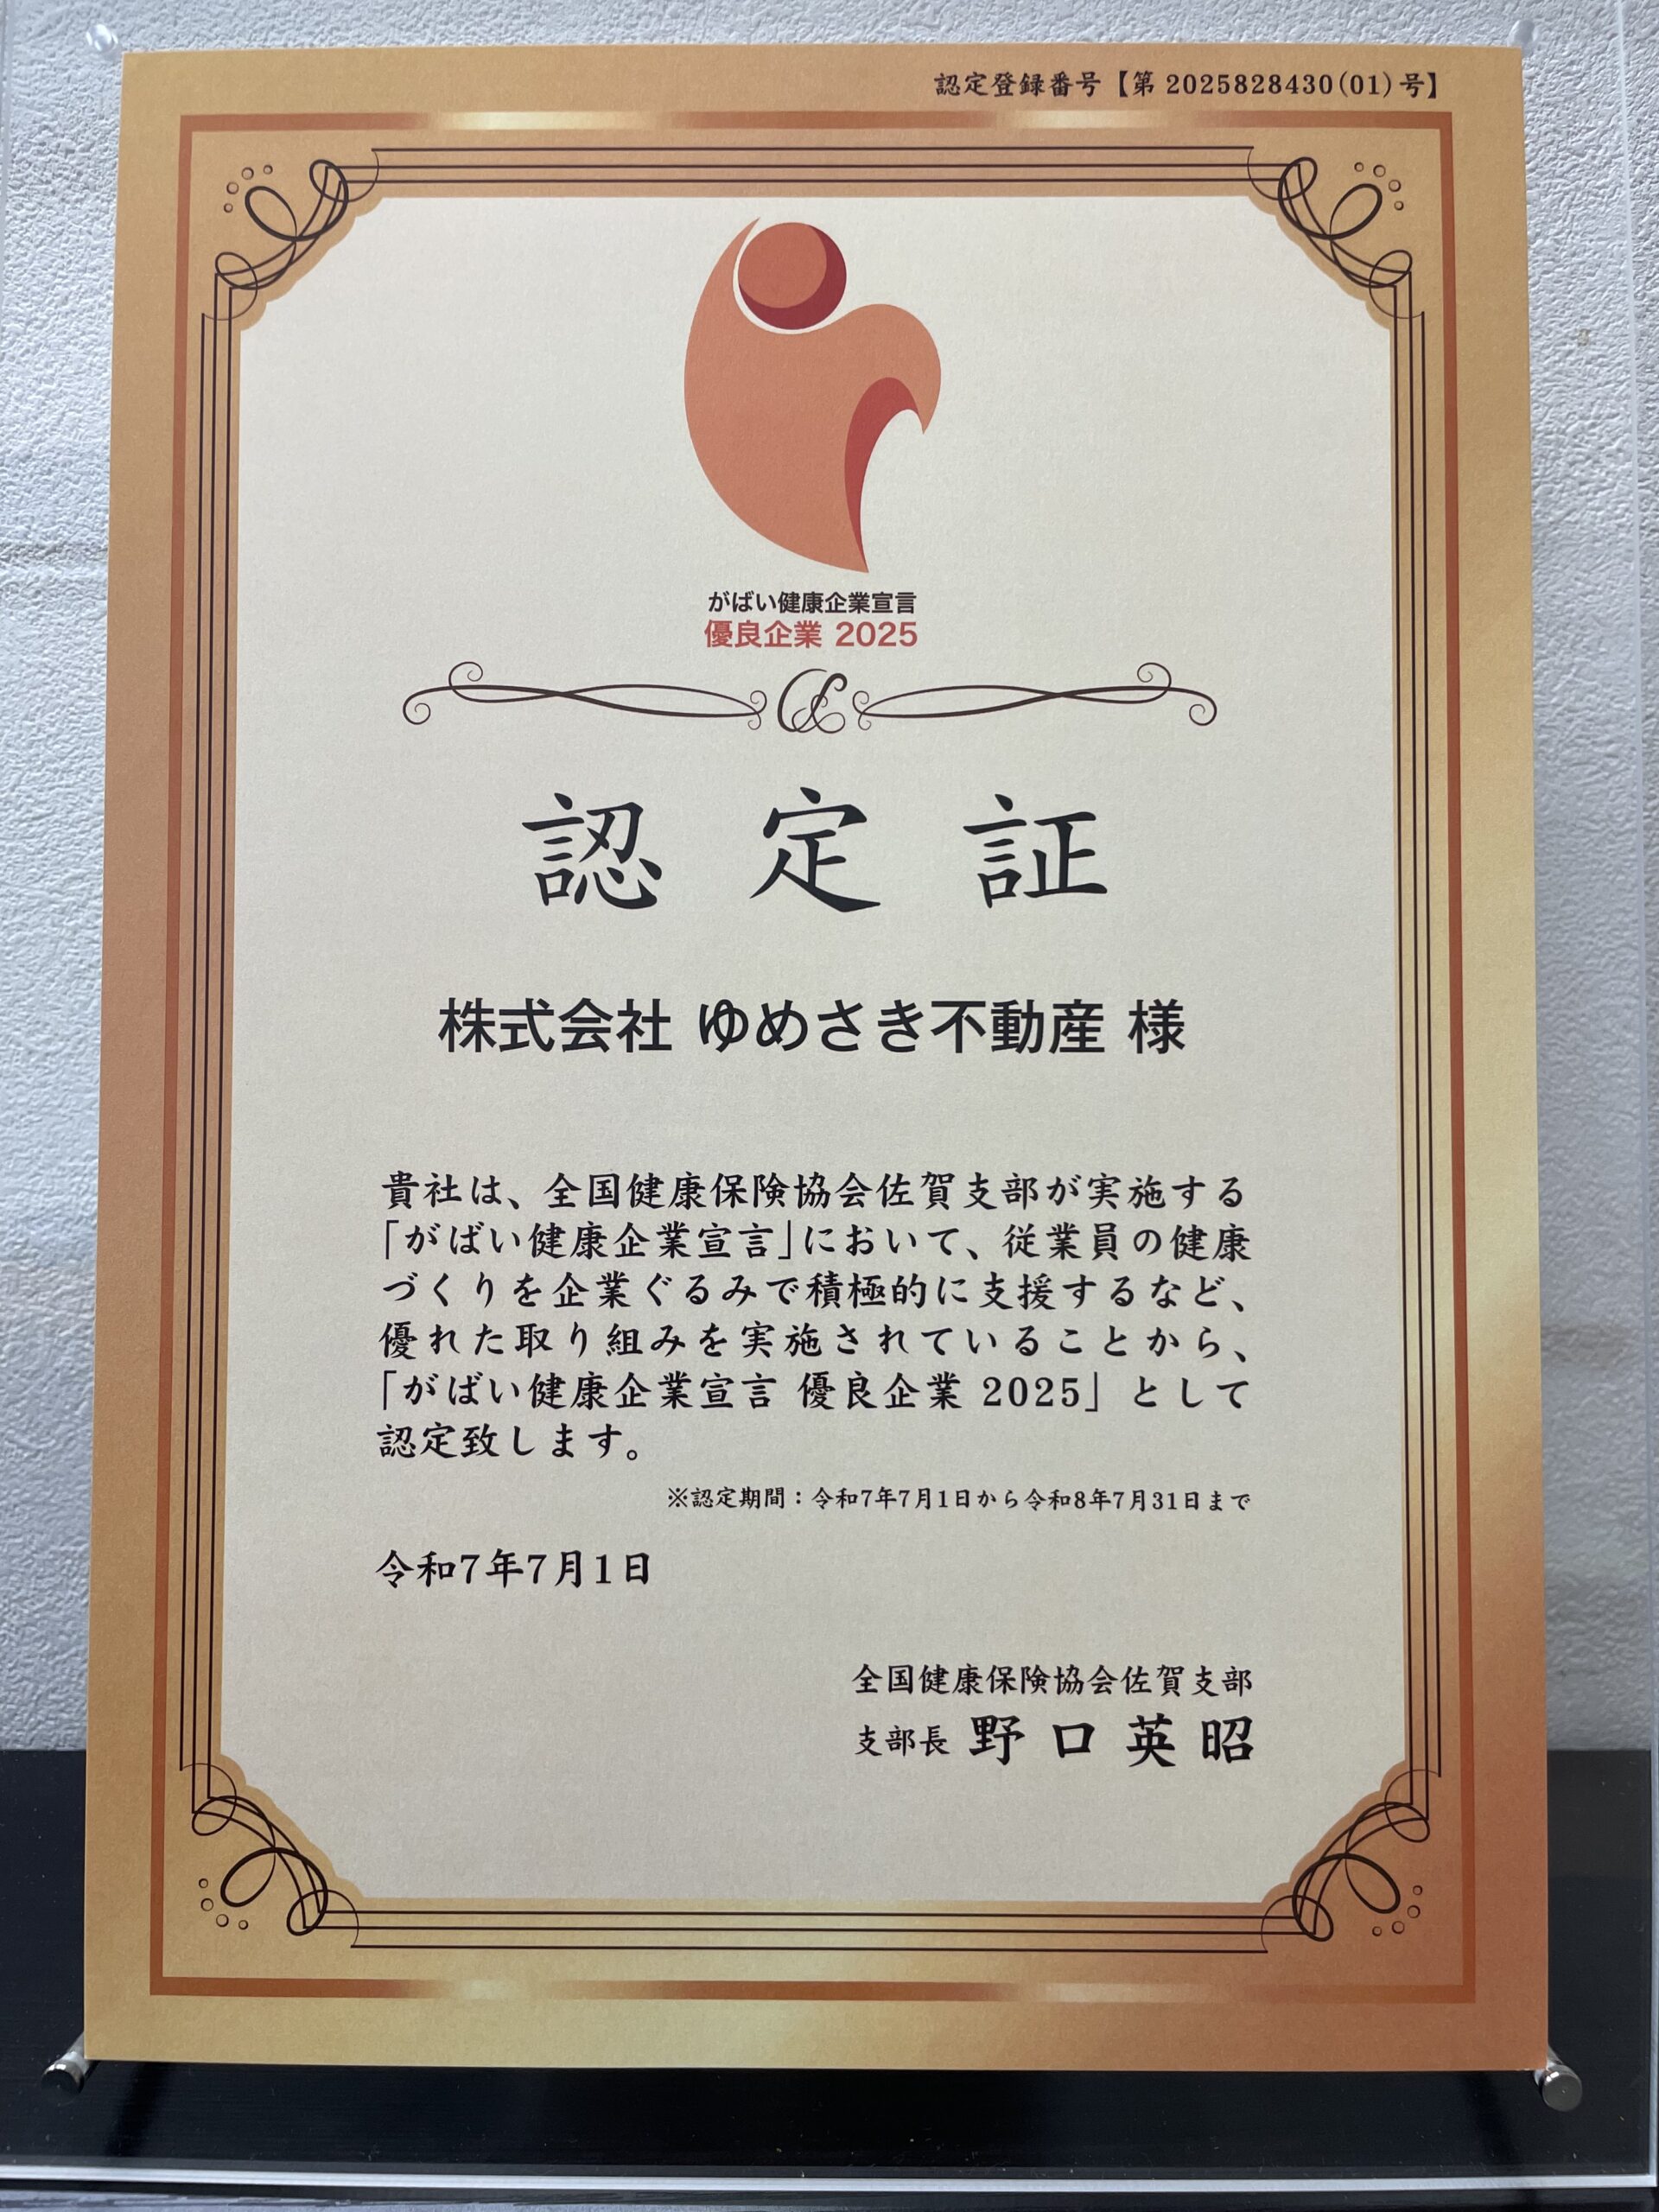 認定登録番号【第 2025828430(01)号】
がばい健康企業宣言
優良企業 2025
認定証
株式会社 ゆめさき不動産 様
貴社は、全国健康保険協会佐賀支部が実施する
「がばい健康企業宣言」において、従業員の健康
づくりを企業ぐるみで積極的に支援するなど、
優れた取り組みを実施されていることから、
「がばい健康企業宣言 優良企業 2025」として
認定致します。
※認定期間：令和7年7月1日から令和8年7月31日まで
令和7年7月1日
全国健康保険協会佐賀支部
支部長 野口英昭